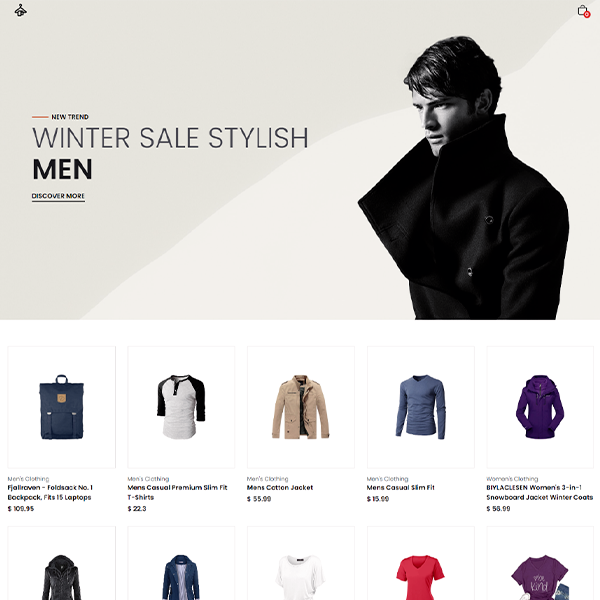 0
NEW TREND
WINTER SALE STYLISH
MEN
DISCOVER MORE
Men's Clothing
Fjallraven - Foldsack No. 1
Backpack, Fits 15 Laptops
$ 109.95
Men's Clothing
Mens Casual Premium Slim Fit
T-Shirts
$ 22.3
Men's Clothing
Mens Cotton Jacket
$ 55.99
Men's Clothing
Mens Casual Slim Fit
$ 15.99
Women's Clothing
BIYLACLESEN Women's 3-in-1
Snowboard Jacket Winter Coats
$ 56.99
kind